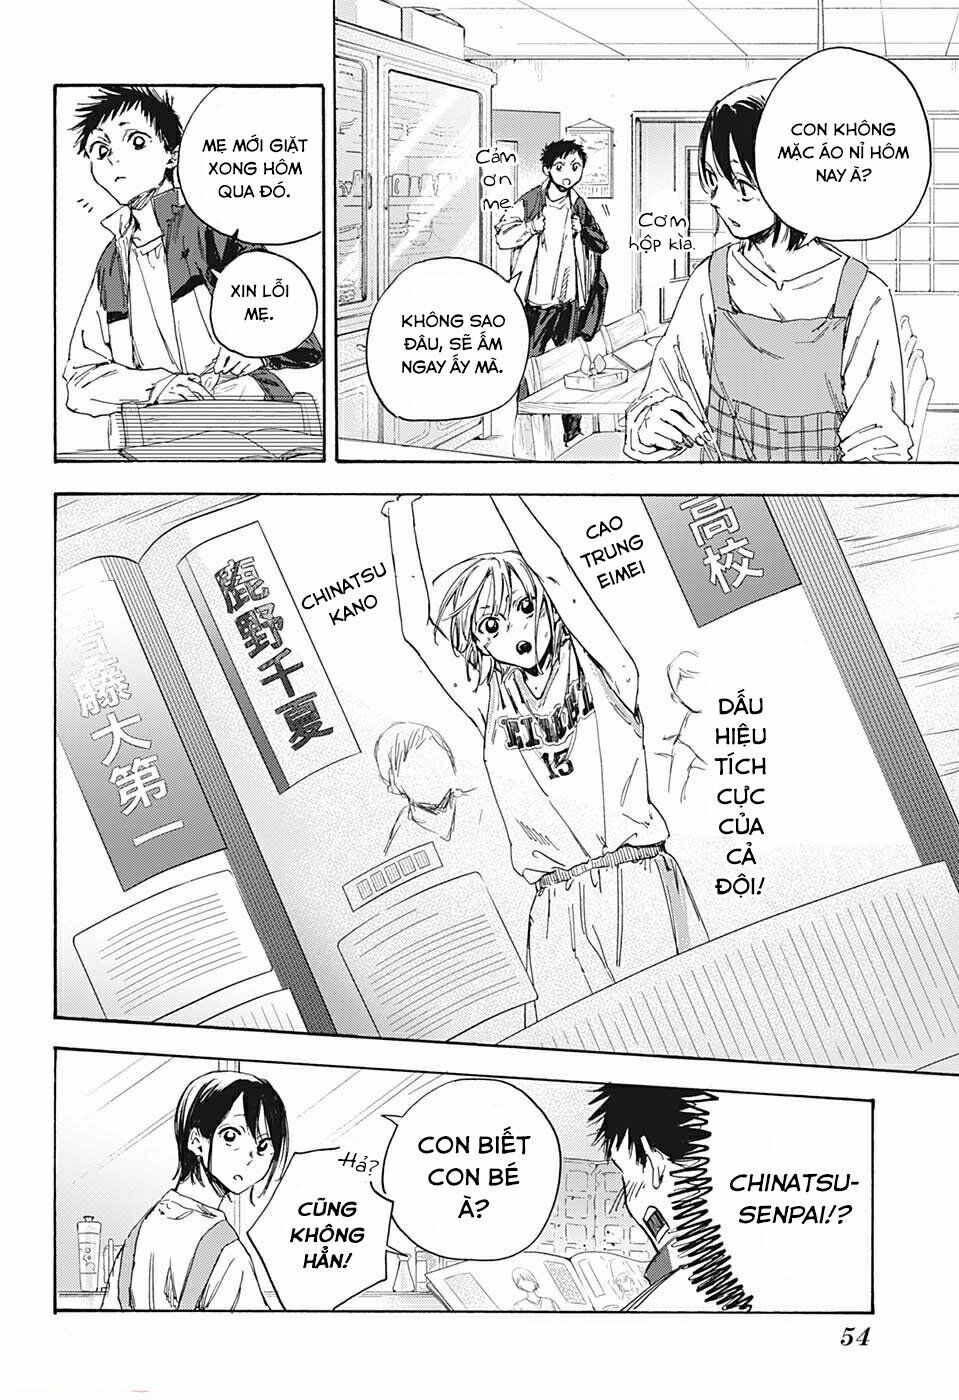 CON KHÔNG
MẶC ÁO NỈ HÔM
NAY À?
Cơm
hộp kìa.
Cảm
ơn
mẹ.
KHÔNG SAO
ĐÂU, SẼ ẤM
NGAY ẤY MÀ.
MẸ MỚI GIẶT
XONG HÔM
QUA ĐÓ.
XIN LỖI
MẸ.
高校
CAO
TRUNG
EIMEI
DẤU
HIỆU
TÍCH
CỰC
CỦA
CẢ
ĐỘI!
15
鹿野千夏
CHINATSU
KANO
藤大第一
CHINATSU-
SENPAI!?
CON BIẾT
CON BÉ
À?
Hả?
CŨNG
KHÔNG
HẲN!
54